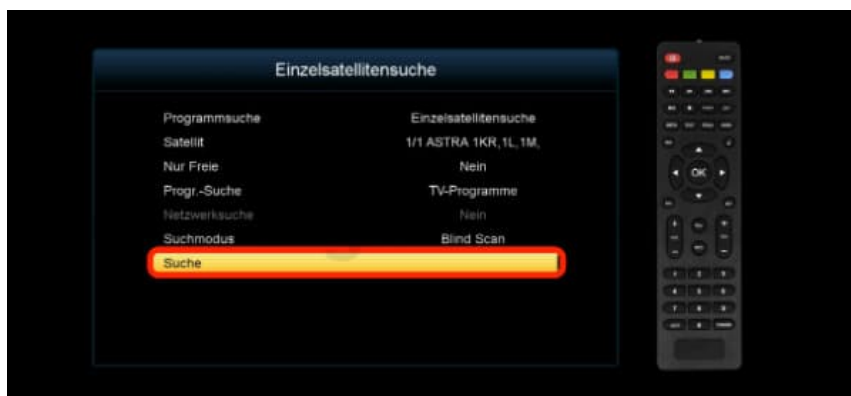 Einzelsatellitensuche
Programmsuche Einzelsatellitensuche
Satellit 1/1 ASTRA 1KR,1L,1M,
Nur Freie Nein
Progr.-Suche TV-Programme
Netzwerksuche Nein
Suchmodus Blind Scan
Suche
OK